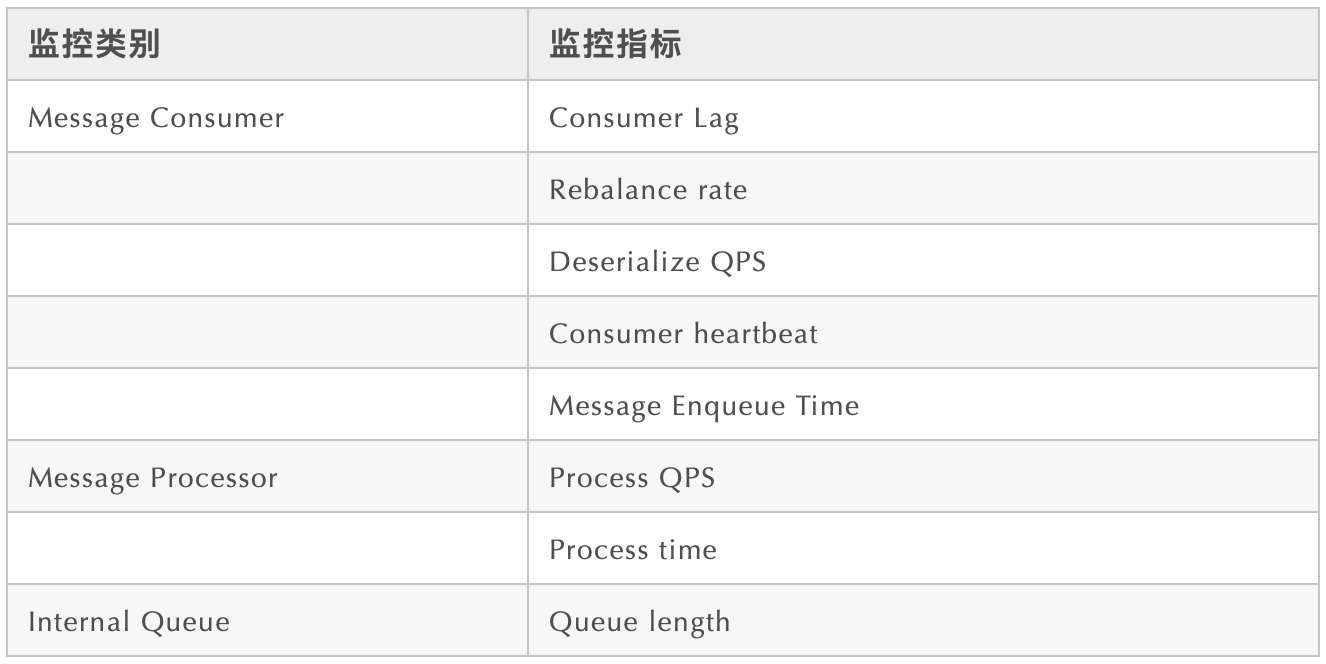 监控类别 监控指标
Message Consumer Consumer Lag
Rebalance rate
Deserialize QPS
Consumer heartbeat
Message Enqueue Time
Message Processor Process QPS
Process time
Internal Queue Queue length